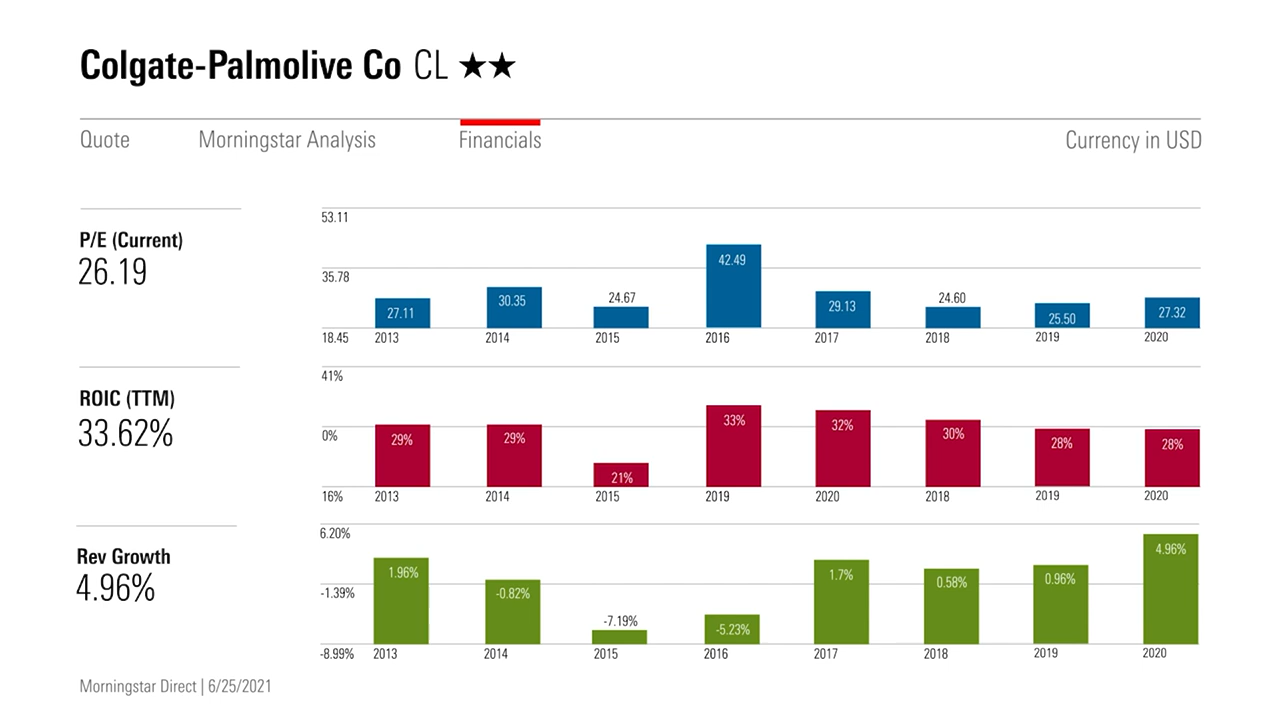 Colgate-Palmolive Co CL ★★
Quote Morningstar Analysis Financials Currency in USD
P/E (Current)
26.19
53.11
35.78
18.45
27.11 30.35 24.67 42.49 29.13 24.60 25.50 27.32
2013 2014 2015 2016 2017 2018 2019 2020
ROIC (TTM)
33.62%
41%
0%
16%
29% 29% 21% 33% 32% 30% 28% 28%
2013 2014 2015 2019 2020 2018 2019 2020
Rev Growth
4.96%
6.20%
-1.39%
-8.99%
1.96% -0.82% -7.19% -5.23% 1.7% 0.58% 0.96% 4.96%
2013 2014 2015 2016 2017 2018 2019 2020
Morningstar Direct | 6/25/2021